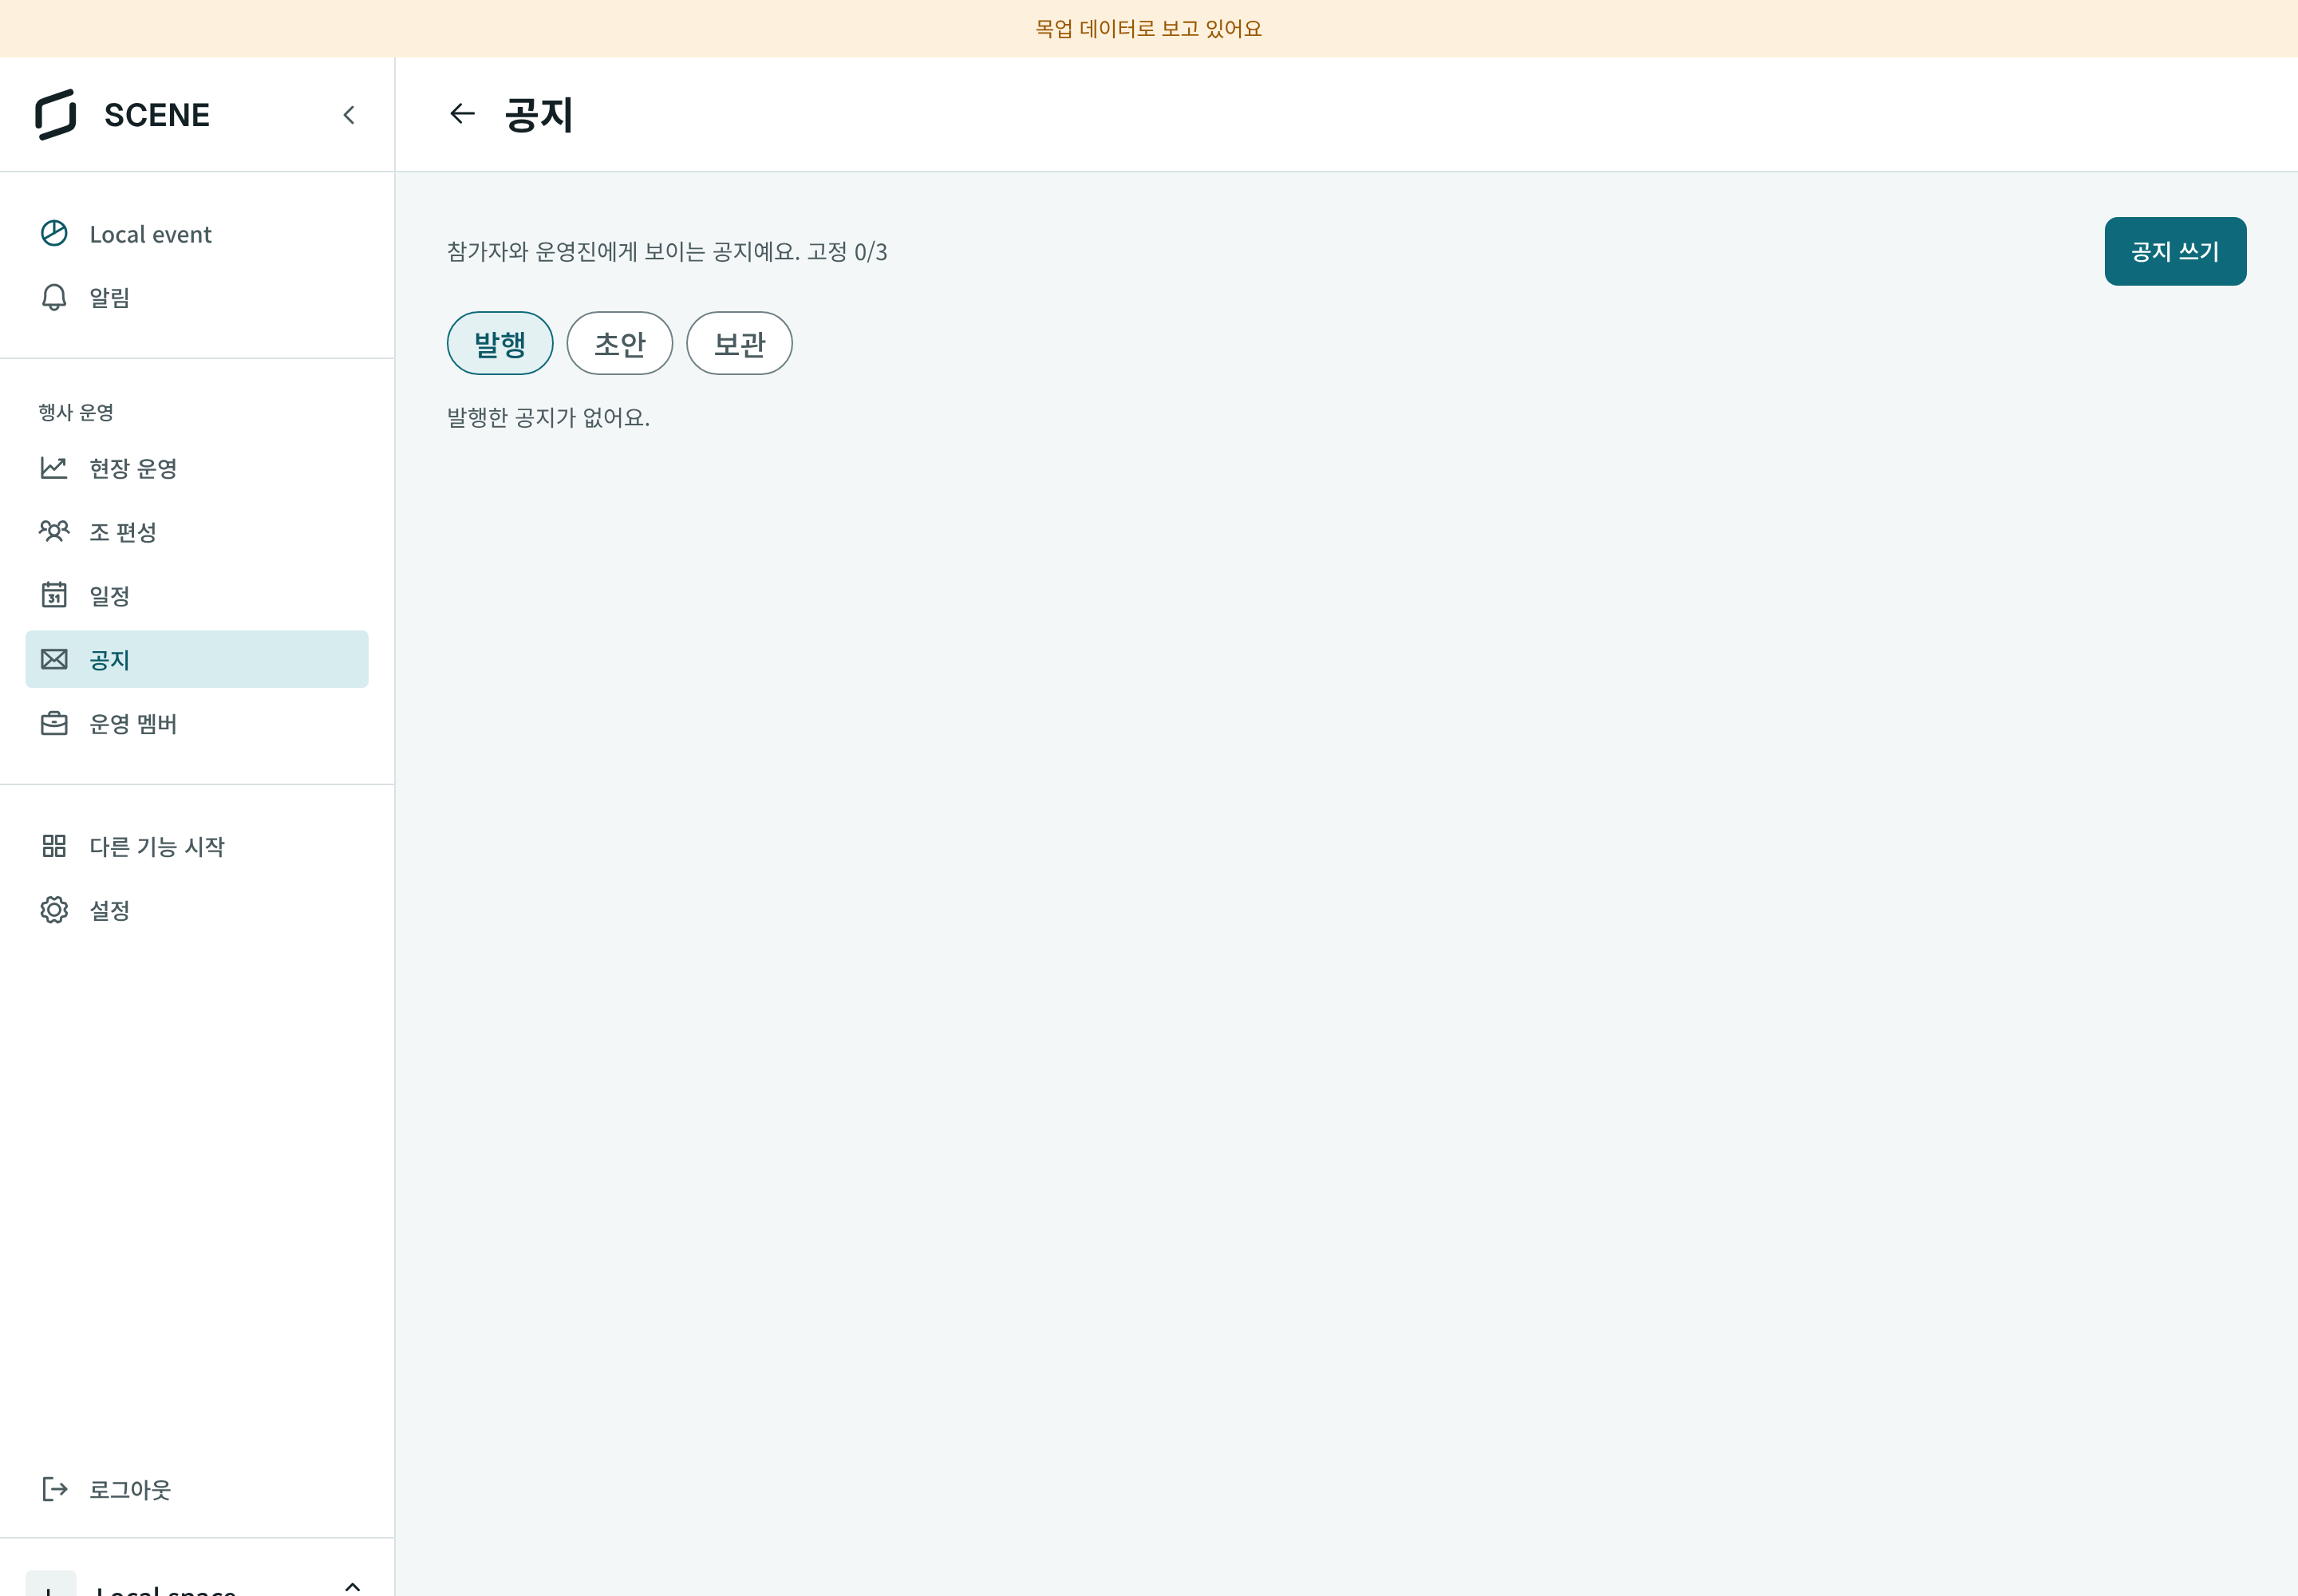 목업 데이터로 보고 있어요
SCENE
공지
Local event
알림
참가자와 운영진에게 보이는 공지예요. 고정 0/3
공지 쓰기
발행
초안
보관
발행한 공지가 없어요.
행사 운영
현장 운영
조 편성
31
일정
공지
운영 멤버
다른 기능 시작
설정
로그아웃
Local space